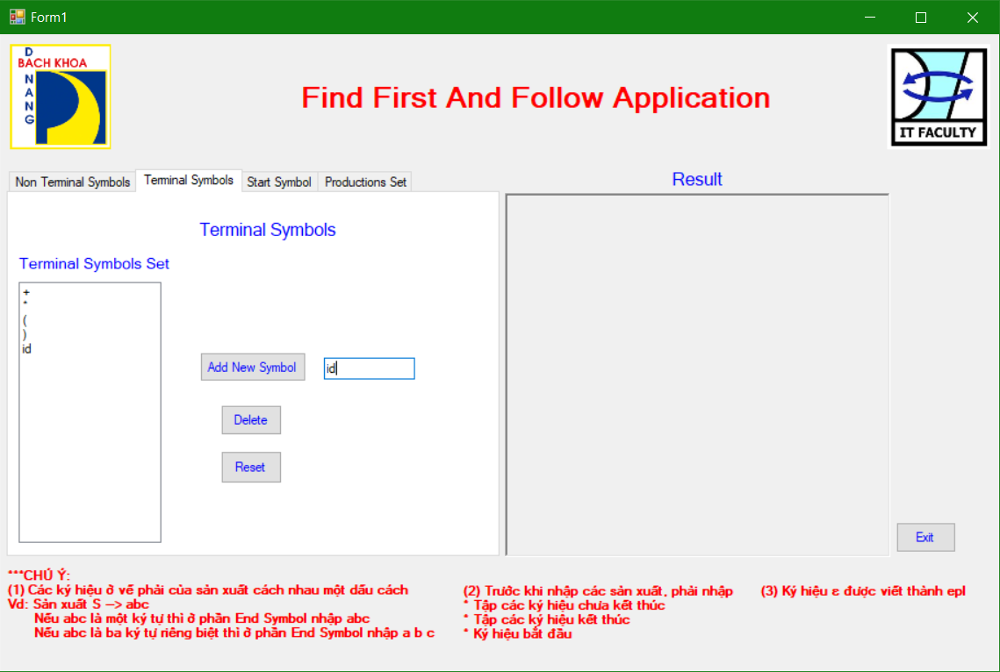 Form1
D
BACH KHOA
N
A
N
G
Find First And Follow Application
IT FACULTY
Non Terminal Symbols
Terminal Symbols
Start Symbol
Productions Set
Result
Terminal Symbols
Terminal Symbols Set
+
*
(
)
id
Add New Symbol
id
Delete
Reset
Exit
***CHÚ Ý:
(1) Các ký hiệu ở vế phải của sản xuất cách nhau một dấu cách
Vd: Sản xuất S --> abc
Nếu abc là một ký tự thì ở phần End Symbol nhập abc
Nếu abc là ba ký tự riêng biệt thì ở phần End Symbol nhập a b c
(2) Trước khi nhập các sản xuất, phải nhập
* Tập các ký hiệu chưa kết thúc
* Tập các ký hiệu kết thúc
* Ký hiệu bắt đầu
(3) Ký hiệu ε được viết thành epl